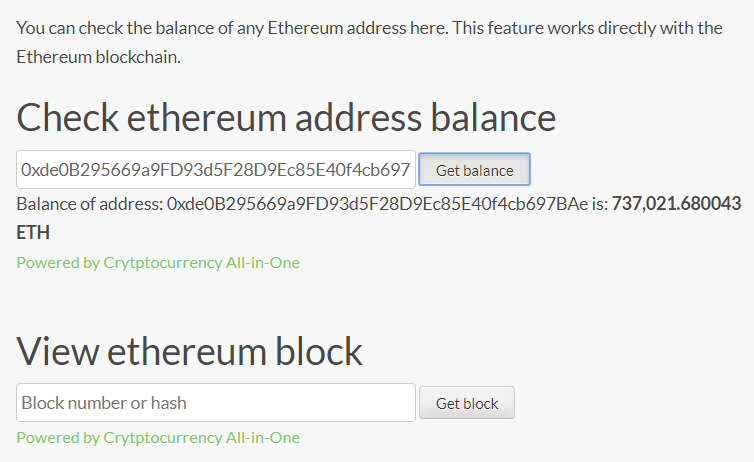 You can check the balance of any Ethereum address here. This feature works directly with the
Ethereum blockchain.
Check ethereum address balance
0xde0B295669a9FD93d5F28D9Ec85E40f4cb697
Get balance
Balance of address: 0xde0B295669a9FD93d5F28D9Ec85E40f4cb697BAe is: 737,021.680043
ETH
Powered by Crytptocurrency All-in-One
View ethereum block
Block number or hash
Get block
Powered by Crytptocurrency All-in-One